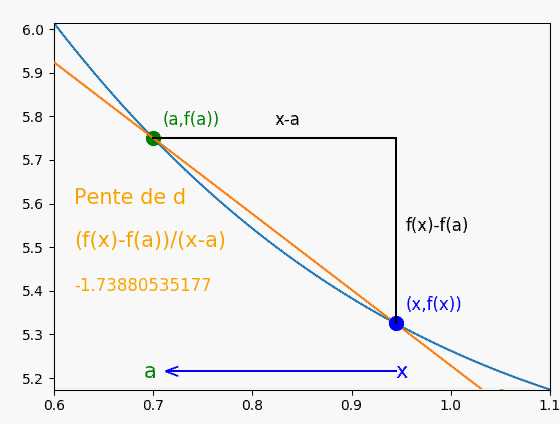 6.0
5.9
5.8
5.7
5.6
5.5
5.4
5.3
5.2
(a,f(a))
x-a
Pente de d
(f(x)-f(a))/(x-a)
-1.73880535177
f(x)-f(a)
(x,f(x))
a
x
0.6 0.7 0.8 0.9 1.0 1.1